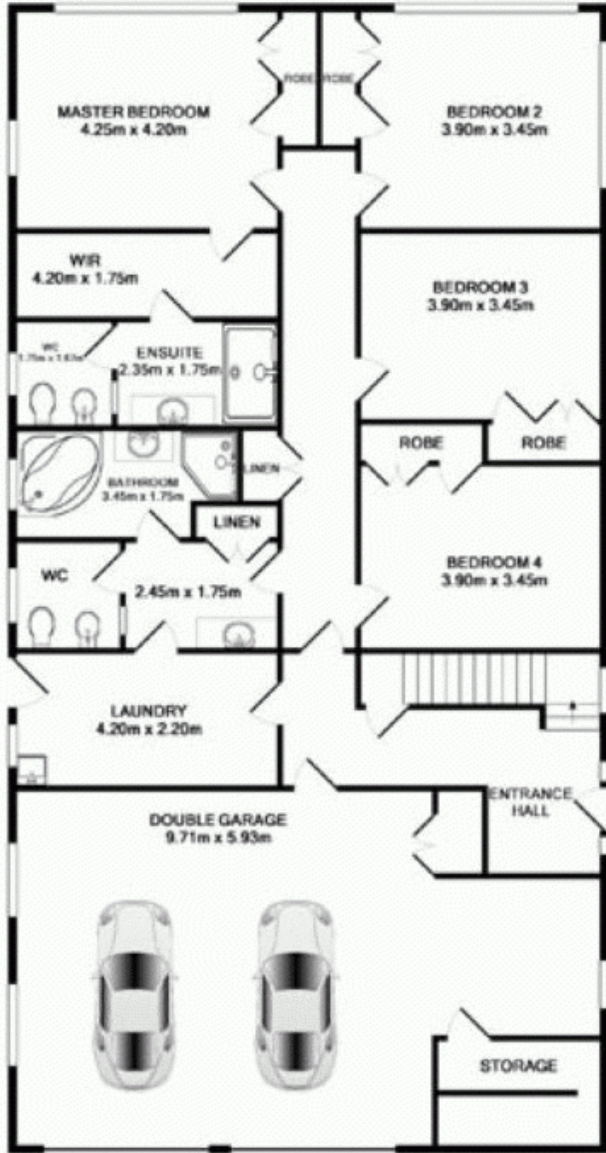 ROBE
ROBE
MASTER BEDROOM
4.25m x 4.20m
BEDROOM 2
3.90m x 3.45m
WIR
4.20m x 1.75m
BEDROOM 3
3.90m x 3.45m
WC
ENSUITE
2.35m x 1.75m
ROBE
ROBE
LINEN
BATHROOM
3.45m x 1.75m
LINEN
WC
2.45m x 1.75m
BEDROOM 4
3.90m x 3.45m
LAUNDRY
4.20m x 2.20m
ENTRANCE
HALL
DOUBLE GARAGE
9.71m x 5.93m
STORAGE